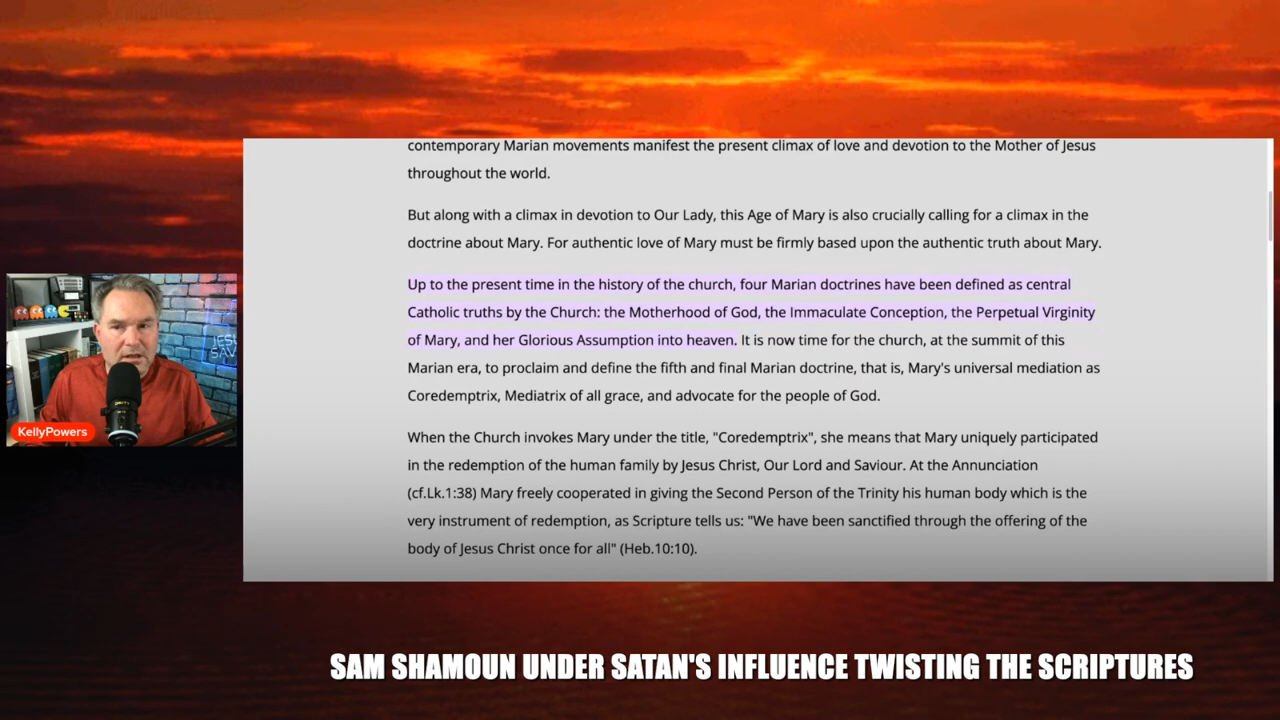 contemporary Marian movements manifest the present climax of love and devotion to the Mother of Jesus
throughout the world.
But along with a climax in devotion to Our Lady, this Age of Mary is also crucially calling for a climax in the
doctrine about Mary. For authentic love of Mary must be firmly based upon the authentic truth about Mary.
Up to the present time in the history of the church, four Marian doctrines have been defined as central
Catholic truths by the Church: the Motherhood of God, the Immaculate Conception, the Perpetual Virginity
of Mary, and her Glorious Assumption into heaven. It is now time for the church, at the summit of this
Marian era, to proclaim and define the fifth and final Marian doctrine, that is, Mary's universal mediation as
Coredemptrix, Mediatrix of all grace, and advocate for the people of God.
When the Church invokes Mary under the title, "Coredemptrix", she means that Mary uniquely participated
in the redemption of the human family by Jesus Christ, Our Lord and Saviour. At the Annunciation
(cf.Lk.1:38) Mary freely cooperated in giving the Second Person of the Trinity his human body which is the
very instrument of redemption, as Scripture tells us: "We have been sanctified through the offering of the
body of Jesus Christ once for all" (Heb.10:10).
KellyPowers
SAM SHAMOUN UNDER SATAN'S INFLUENCE TWISTING THE SCRIPTURES